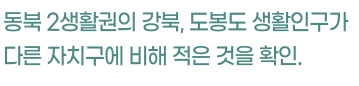 동북 2생활권의 강북, 도봉도 생활인구가
다른 자치구에 비해 적은 것을 확인.